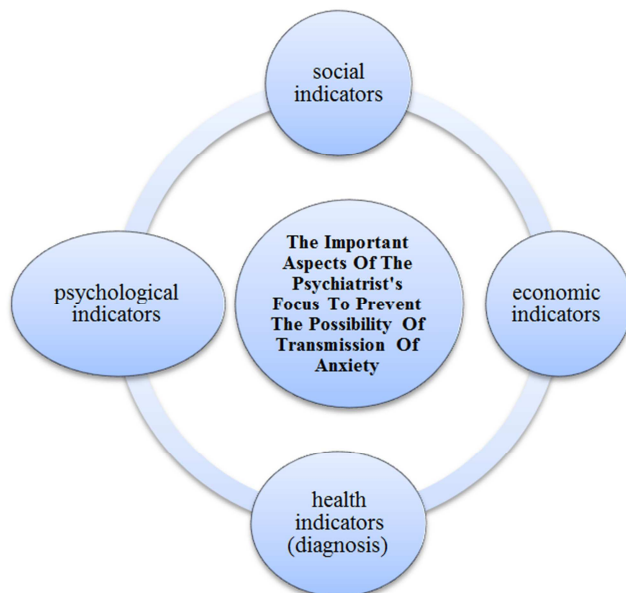 social
indicators
The Important
Aspects Of The
Psychiatrist's
Focus To Prevent
The Possibility Of
Transmission Of
Anxiety
psychological
indicators
economic
indicators
health
indicators
(diagnosis)